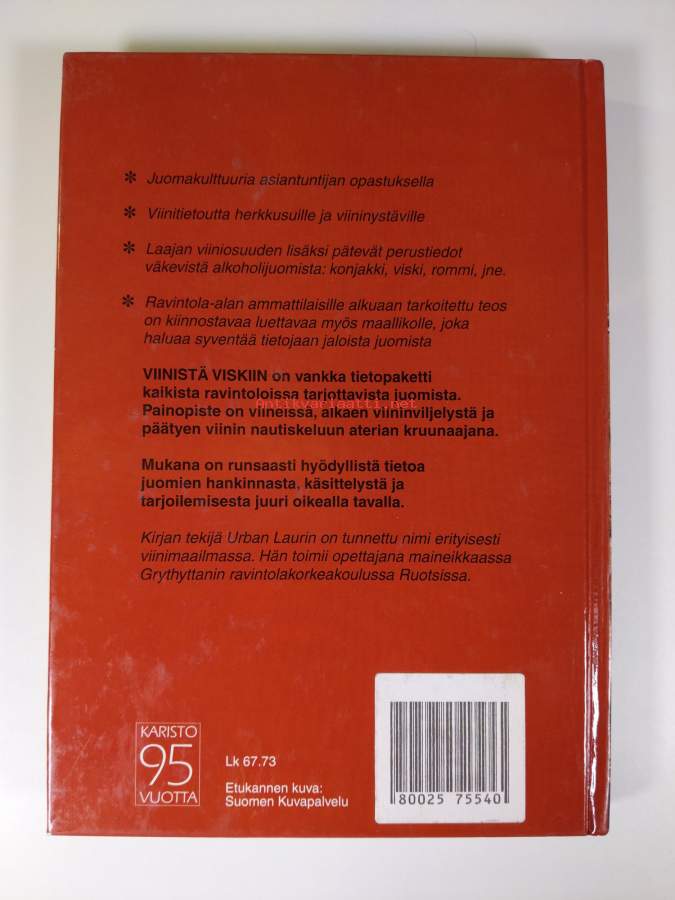 * Juomakulttuuria asiantuntijan opastuksella
* Viinitietoutta herkkusuille ja viininystäville
* Laajan viiniosuuden lisäksi pätevät perustiedot
väkevistä alkoholijuomista: konjakki, viski, rommi, jne.
* Ravintola-alan ammattilaisille alkuaan tarkoitettu teos
on kiinnostavaa luettavaa myös maallikolle, joka
haluaa syventää tietojaan jaloista juomista
VIINISTÄ VISKIIN on vankka tietopaketti
kaikista ravintoloissa tarjottavista juomista.
Antikvariaatti.net
Painopiste on viineissä, alkaen viininviljelystä ja
päätyen viinin nautiskeluun aterian kruunaajana.
Mukana on runsaasti hyödyllistä tietoa
juomien hankinnasta, käsittelystä ja
tarjoilemisesta juuri oikealla tavalla.
Kirjan tekijä Urban Laurin on tunnettu nimi erityisesti
viinimaailmassa. Hän toimii opettajana maineikkaassa
Grythyttanin ravintolakorkeakoulussa Ruotsissa.
KARISTO
95
VUOTTA
Lk 67.73
Etukannen kuva:
Suomen Kuvapalvelu
80025 75540